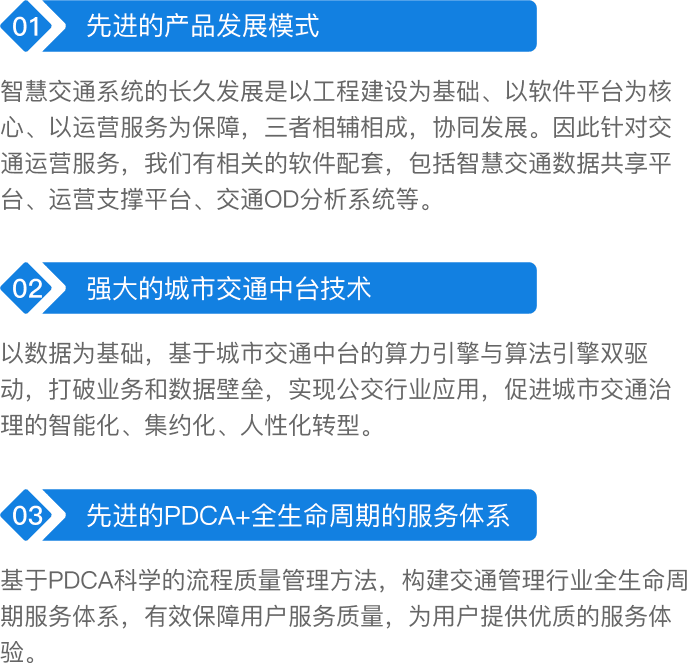 01 先进的产品发展模式
智慧交通系统的长久发展是以工程建设为基础、以软件平台为核
心、以运营服务为保障，三者相辅相成，协同发展。因此针对交
通运营服务，我们有相关的软件配套，包括智慧交通数据共享平
台、运营支撑平台、交通OD分析系统等。
02 强大的城市交通中台技术
以数据为基础，基于城市交通中台的算力引擎与算法引擎双驱
动，打破业务和数据壁垒，实现公交行业应用，促进城市交通治
理的智能化、集约化、人性化转型。
03 先进的PDCA+全生命周期的服务体系
基于PDCA科学的流程质量管理方法，构建交通管理行业全生命周
期服务体系，有效保障用户服务质量，为用户提供优质的服务体
验。